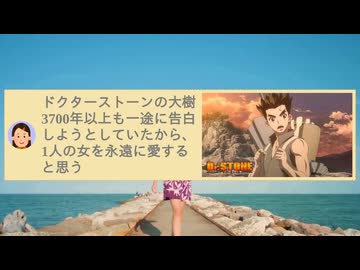 ドクターストーンの大樹
3700年以上も一途に告白
しようとしていたから、
1人の女を永遠に愛する
と思う
Dr.STONE